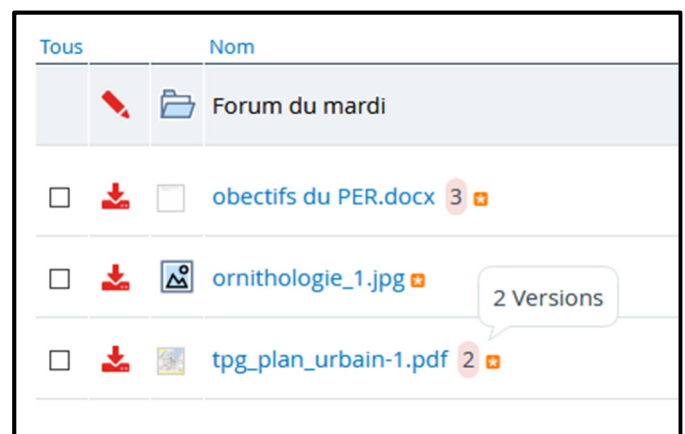 Tous Nom
Forum du mardi
obectifs du PER.docx 3
ornithologie_1.jpg
2 Versions
tpg_plan_urbain-1.pdf 2